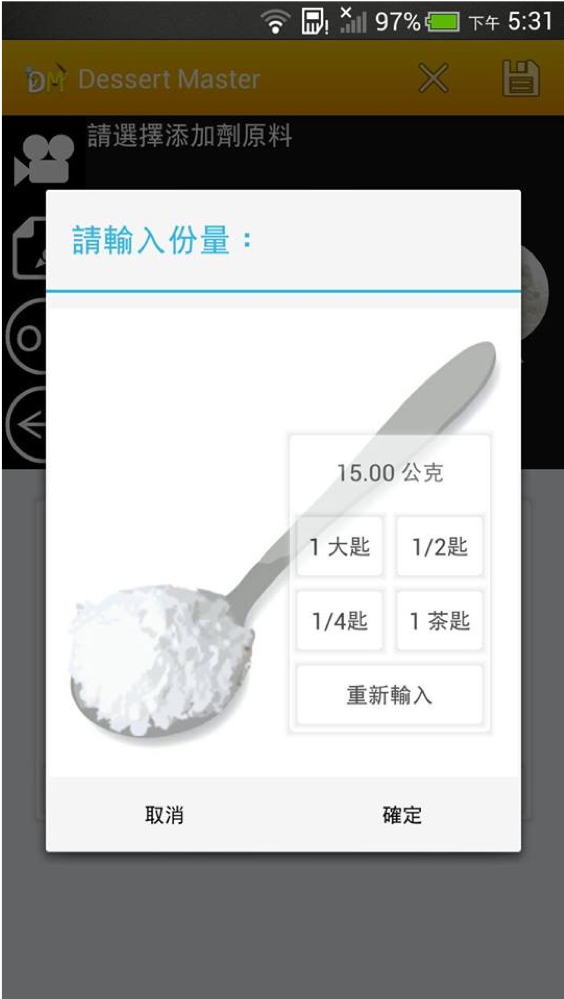 97% 下午 5:31
DM Dessert Master
請選擇添加劑原料
請輸入份量：
15.00 公克
1 大匙 1/2匙
1/4匙 1 茶匙
重新輸入
取消 確定